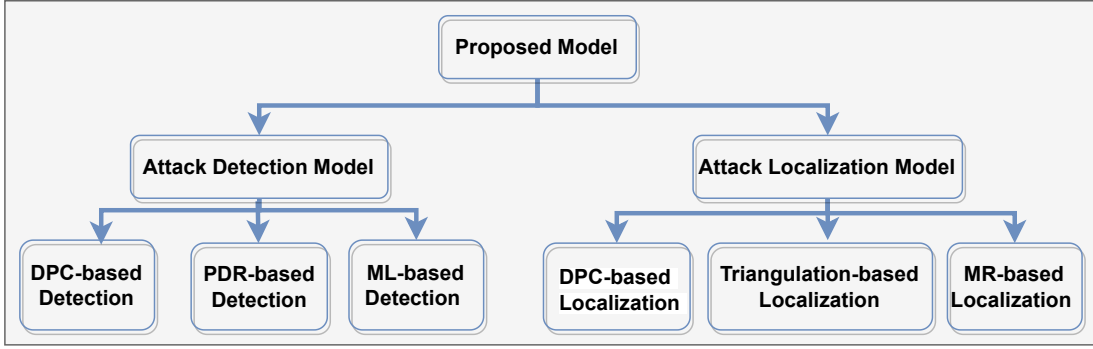 Proposed Model
Attack Detection Model
Attack Localization Model
DPC-based
Detection
PDR-based
Detection
ML-based
Detection
DPC-based
Localization
Triangulation-based
Localization
MR-based
Localization